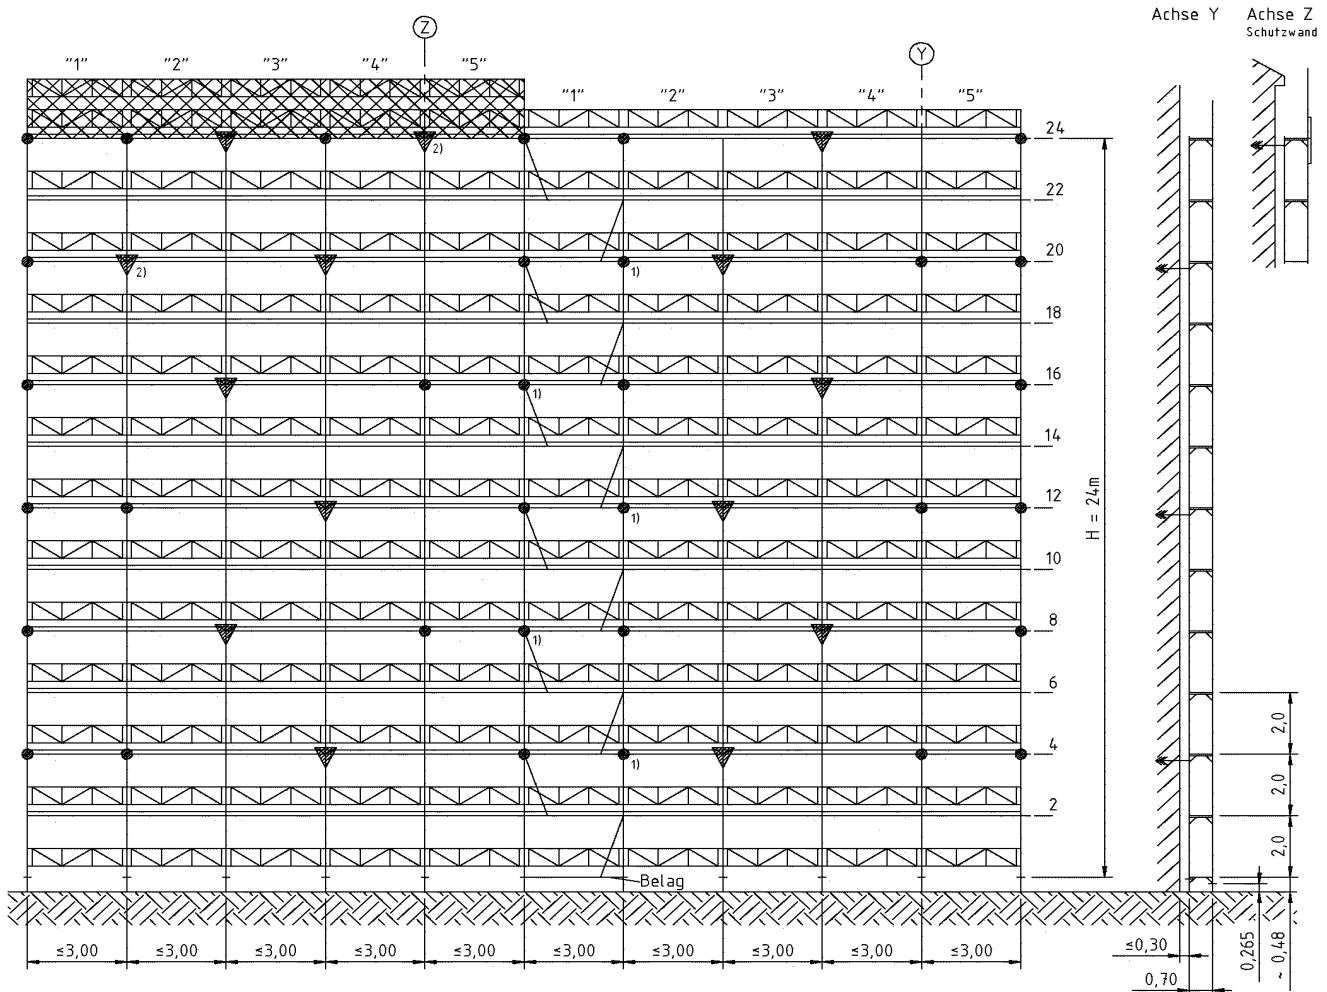 Achse Y
Achse Z
Schutzwand
Z
Y
"1" "2" "3" "4" "5"
"1" "2" "3" "4" "5"
24
2)
22
20
2)
1)
18
16
1)
14
12
1)
H = 24m
10
8
1)
6
4
1)
2
2,0
2,0
2,0
Belag
≤3,00 ≤3,00 ≤3,00 ≤3,00 ≤3,00 ≤3,00 ≤3,00 ≤3,00 ≤3,00 ≤3,00
≤0,30
0,70
0,265
~ 0,48